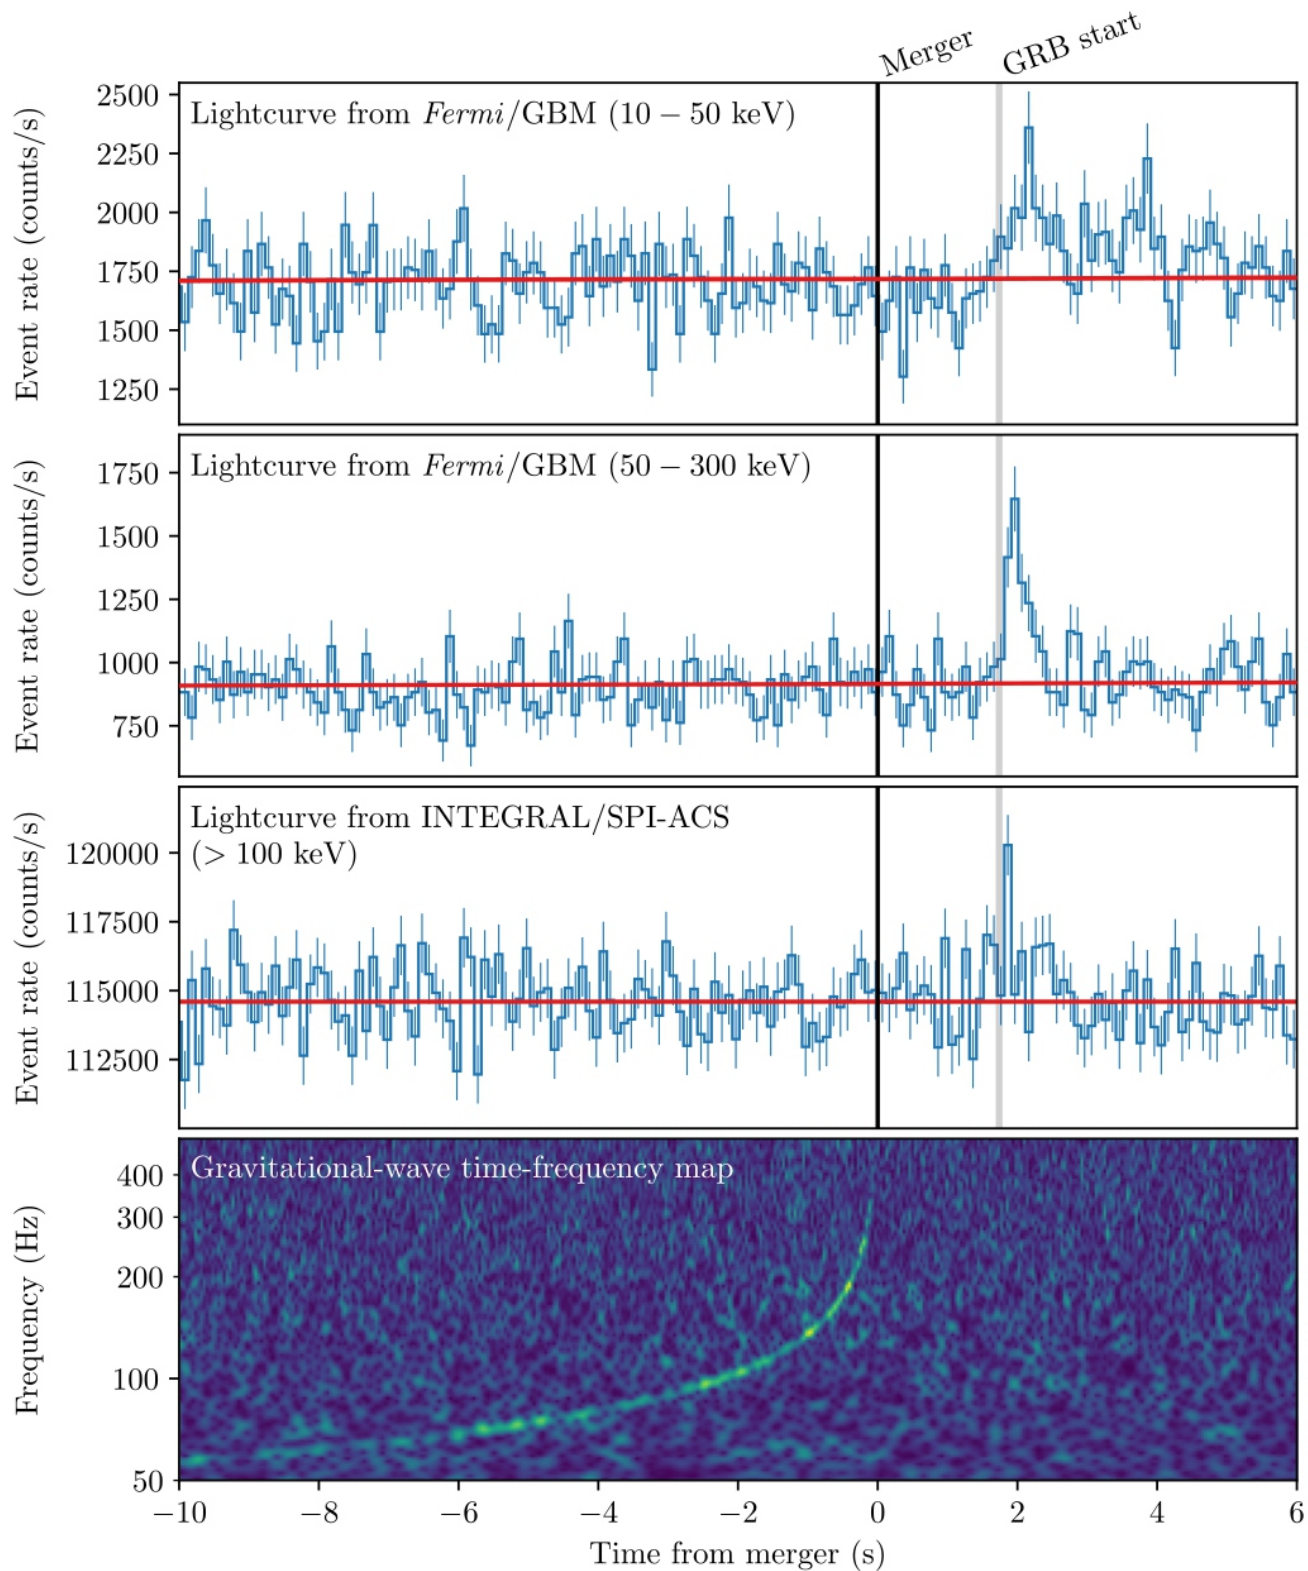 Merger
GRB start
Lightcurve from Fermi/GBM (10 – 50 keV)
Event rate (counts/s)
2500
2250
2000
1750
1500
1250
Lightcurve from Fermi/GBM (50 – 300 keV)
Event rate (counts/s)
1750
1500
1250
1000
750
Lightcurve from INTEGRAL/SPI-ACS
(> 100 keV)
Event rate (counts/s)
120000
117500
115000
112500
Gravitational-wave time-frequency map
Frequency (Hz)
400
300
200
100
50
−10 −8 −6 −4 −2 0 2 4 6
Time from merger (s)